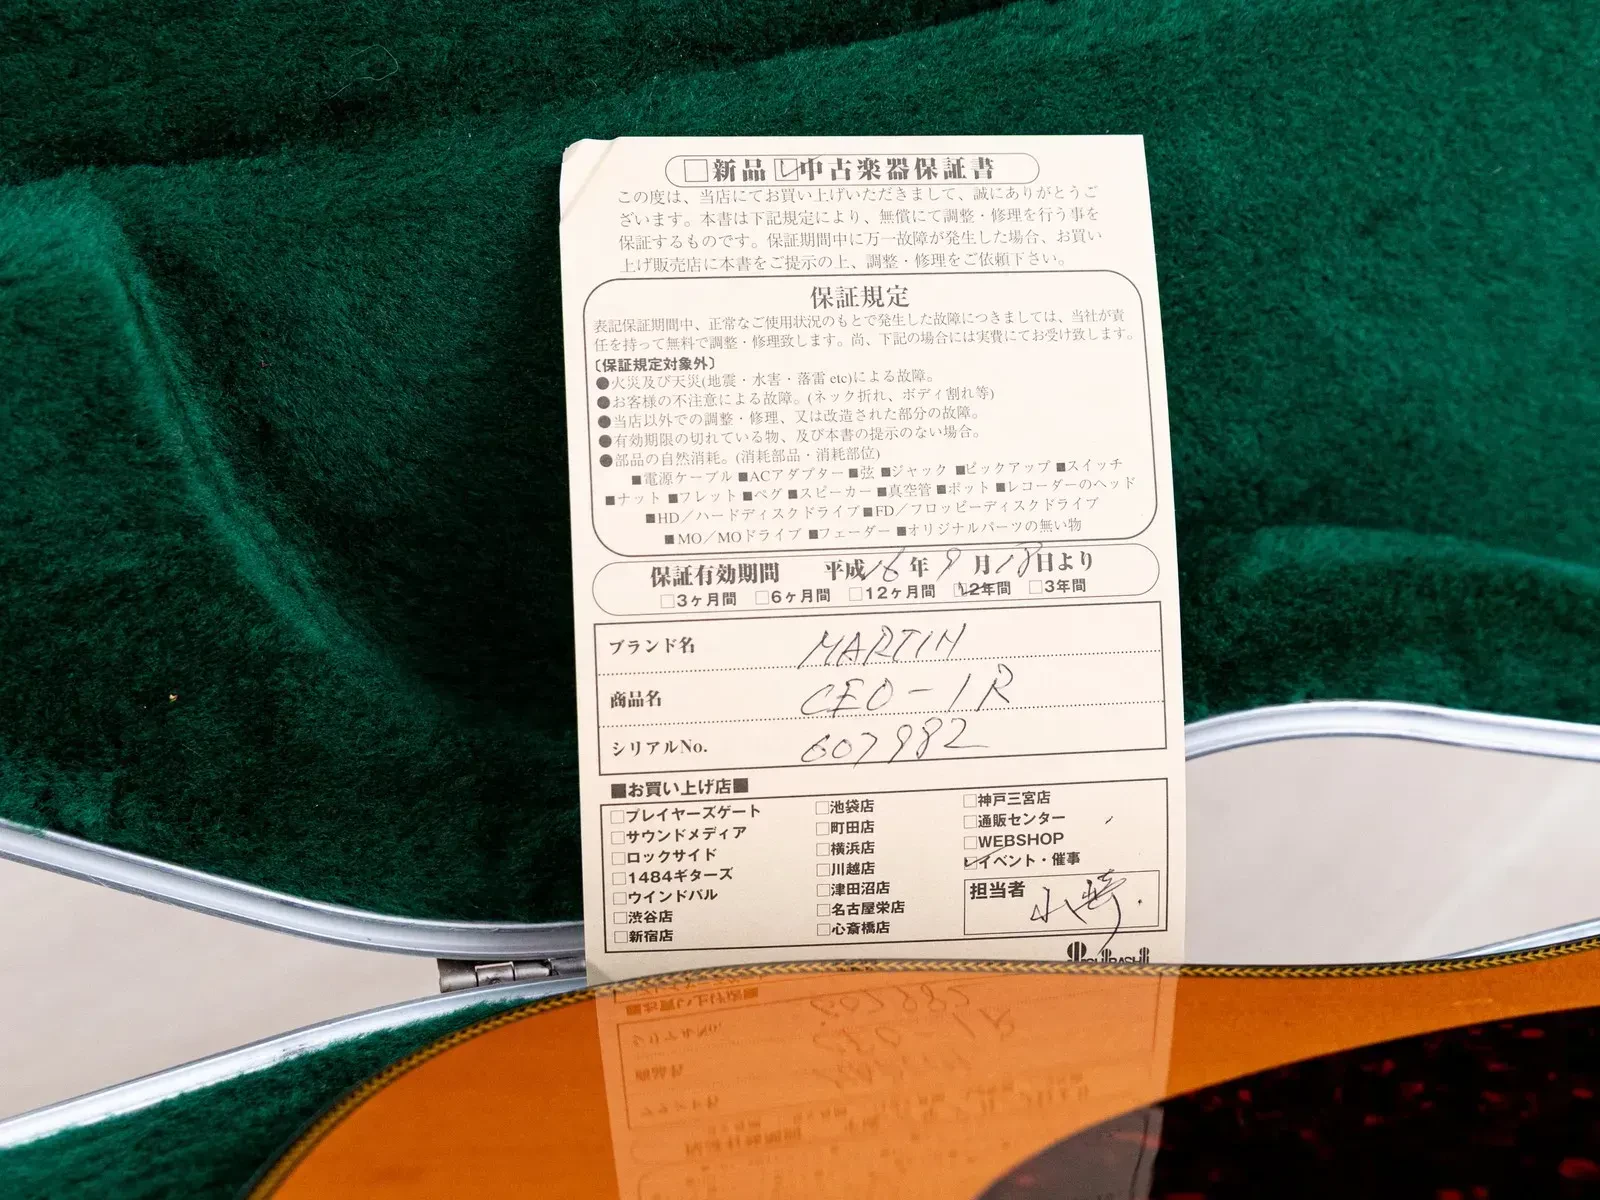 □新品 ☑中古楽器保証書
この度は、当店にてお買い上げいただきまして、誠にありがとうご
ざいます。本書は下記規定により、無償にて調整・修理を行う事を
保証するものです。保証期間中に万一故障が発生した場合、お買い
上げ販売店に本書をご提示の上、調整・修理をご依頼下さい。
保証規定
表記保証期間中、正常なご使用状況のもとで発生した故障につきましては、当社が責
任を持って無料で調整・修理致します。尚、下記の場合には実費にてお受け致します。
〔保証規定対象外〕
●火災及び天災(地震・水害・落雷 etc)による故障。
●お客様の不注意による故障。(ネック折れ、ボディ割れ等)
●当店以外での調整・修理、又は改造された部分の故障。
●有効期限の切れている物、及び本書の提示のない場合。
●部品の自然消耗。(消耗部品・消耗部位)
■電源ケーブル ■ACアダプター ■弦 ■ジャック ■ピックアップ ■スイッチ
■ナット ■フレット ■ペグ ■スピーカー ■真空管 ■ポット ■レコーダーのヘッド
■HD／ハードディスクドライブ ■FD／フロッピーディスクドライブ
■MO／MOドライブ ■フェーダー ■オリジナルパーツの無い物
保証有効期間 平成16年9月18日より
□3ヶ月間 □6ヶ月間 □12ヶ月間 ☑2年間 □3年間
ブランド名 MARTIN
商品名 CEO-1R
シリアルNo. 607982
■お買い上げ店■
□プレイヤーズゲート □池袋店 □神戸三宮店
□サウンドメディア □町田店 □通販センター
□ロックサイド □横浜店 □WEBSHOP
□1484ギターズ □川越店 ☑イベント・催事
□ウインドバル □津田沼店 担当者 小崎
□渋谷店 □名古屋栄店
□新宿店 □心斎橋店
ISHIBASHI